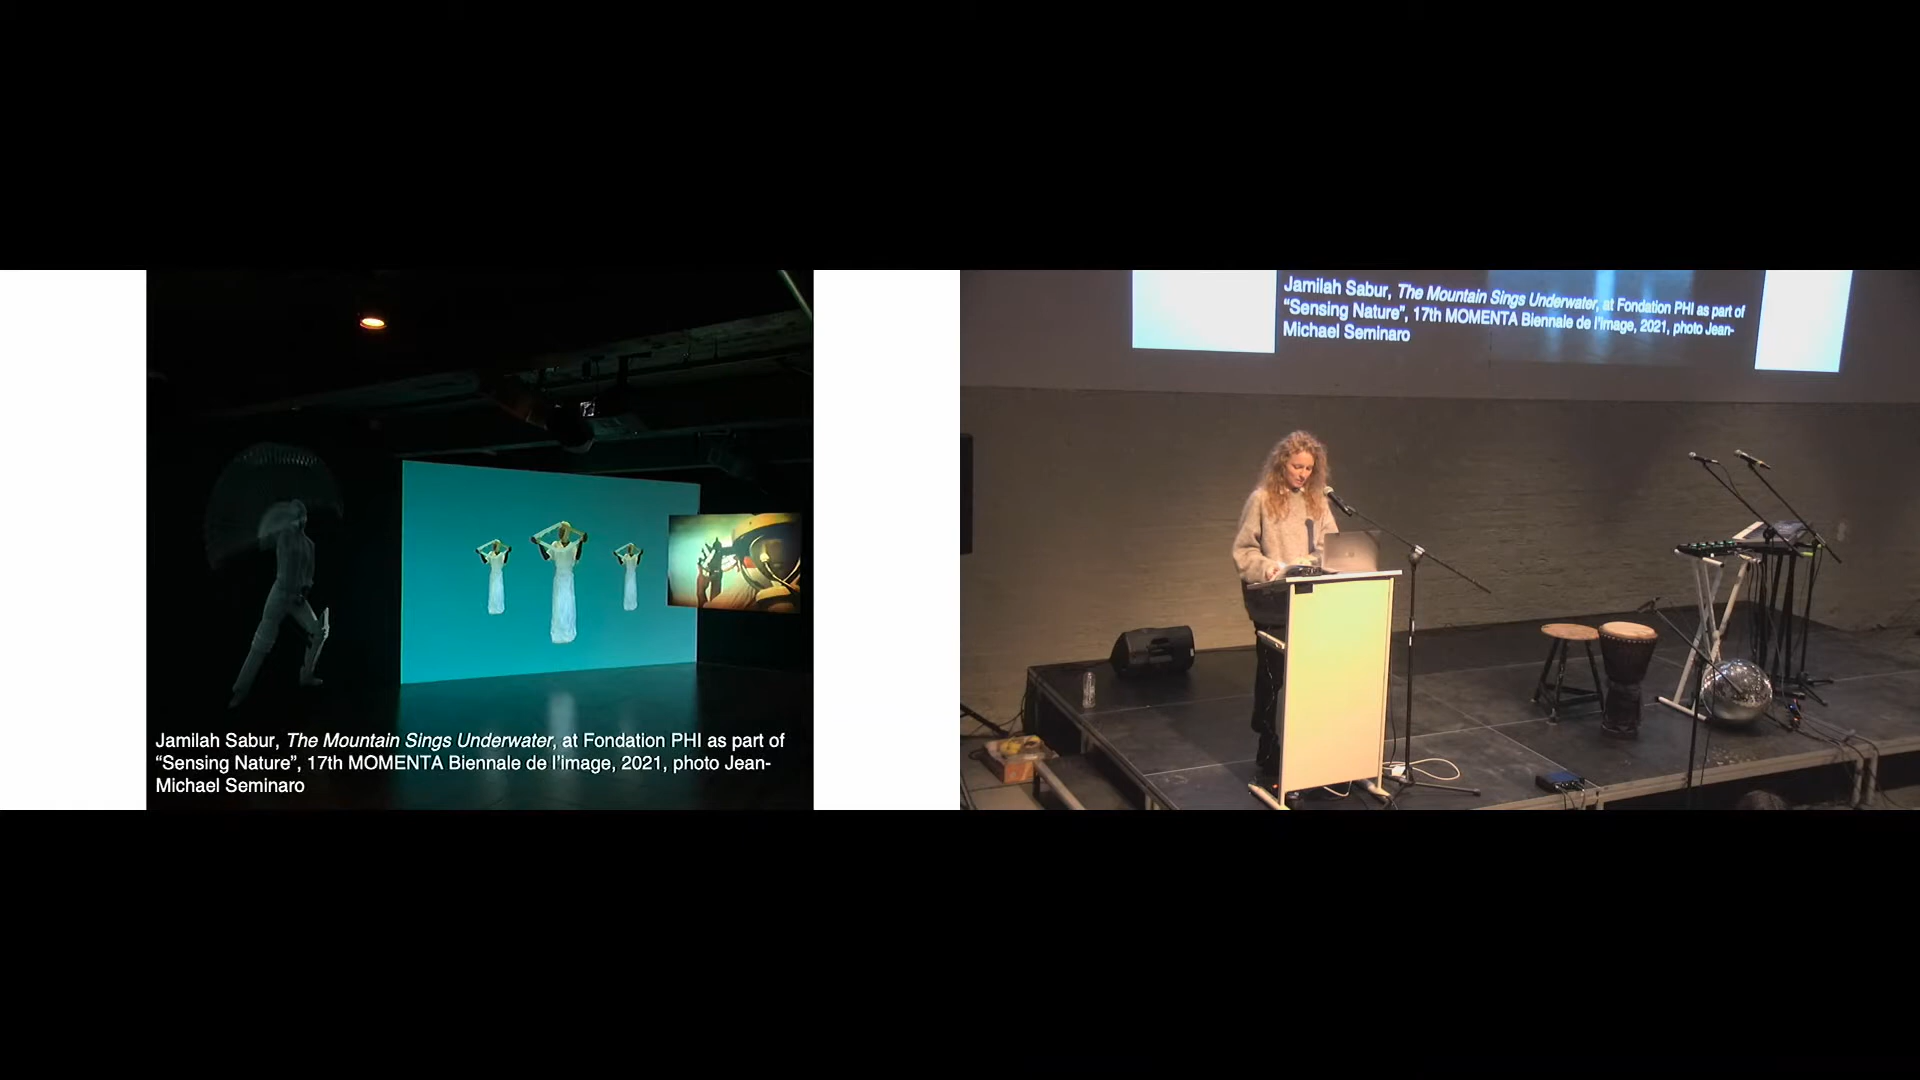 Jamilah Sabur, The Mountain Sings Underwater, at Fondation PHI as part of
“Sensing Nature”, 17th MOMENTA Biennale de l’image, 2021, photo Jean-
Michael Seminaro
Jamilah Sabur, The Mountain Sings Underwater, at Fondation PHI as part of
“Sensing Nature”, 17th MOMENTA Biennale de l’image, 2021, photo Jean-
Michael Seminaro